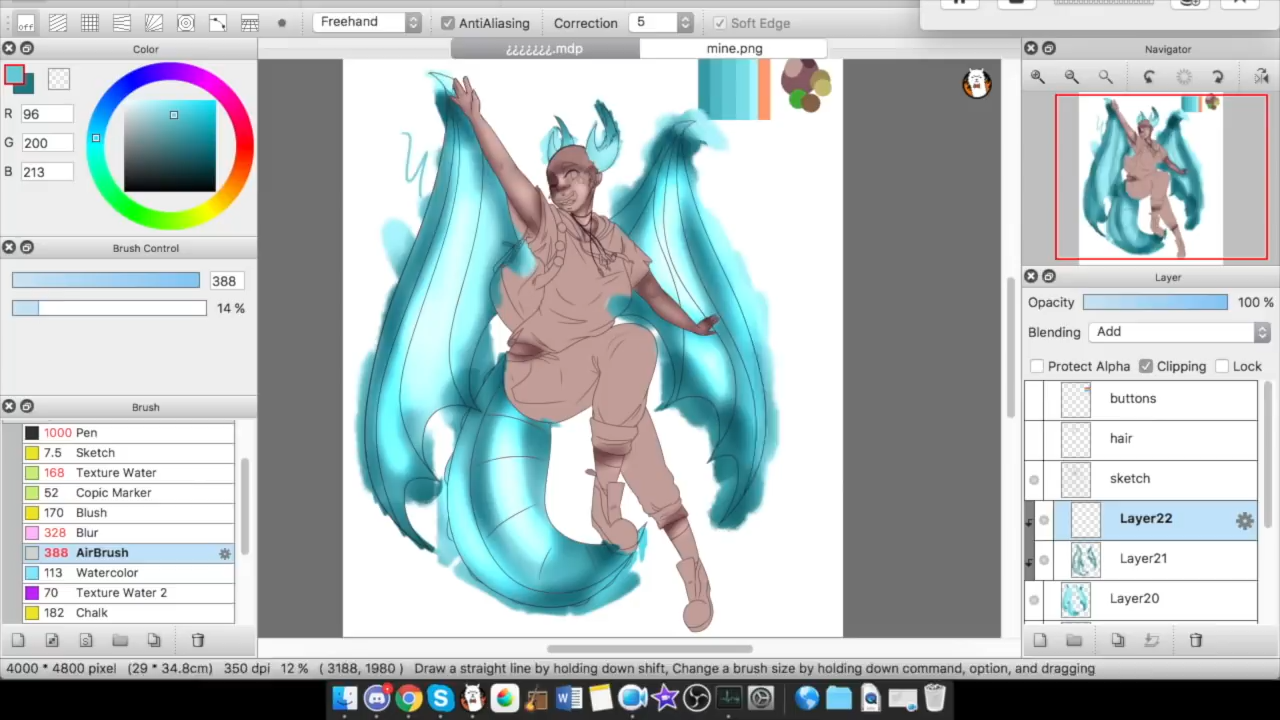 off
Freehand
AntiAliasing
Correction
5
Soft Edge
Color
¿¿¿¿¿¿¿.mdp
mine.png
Navigator
R 96
G 200
B 213
Brush Control
388
14 %
Layer
Opacity
100 %
Blending
Add
Protect Alpha
Clipping
Lock
buttons
hair
sketch
Layer22
Layer21
Layer20
Brush
1000 Pen
7.5 Sketch
168 Texture Water
52 Copic Marker
170 Blush
328 Blur
388 AirBrush
113 Watercolor
70 Texture Water 2
182 Chalk
4000 * 4800 pixel (29 * 34.8cm) 350 dpi 12 % ( 3188, 1980 ) Draw a straight line by holding down shift, Change a brush size by holding down command, option, and dragging